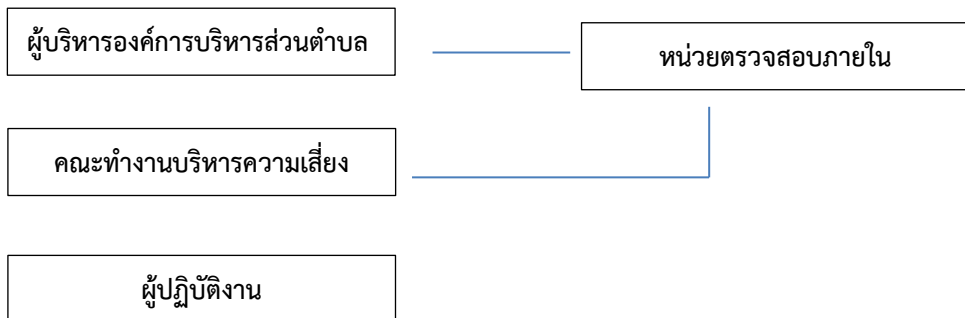 ผู้บริหารองค์การบริหารส่วนตำบล
หน่วยตรวจสอบภายใน
คณะทำงานบริหารความเสี่ยง
ผู้ปฏิบัติงาน